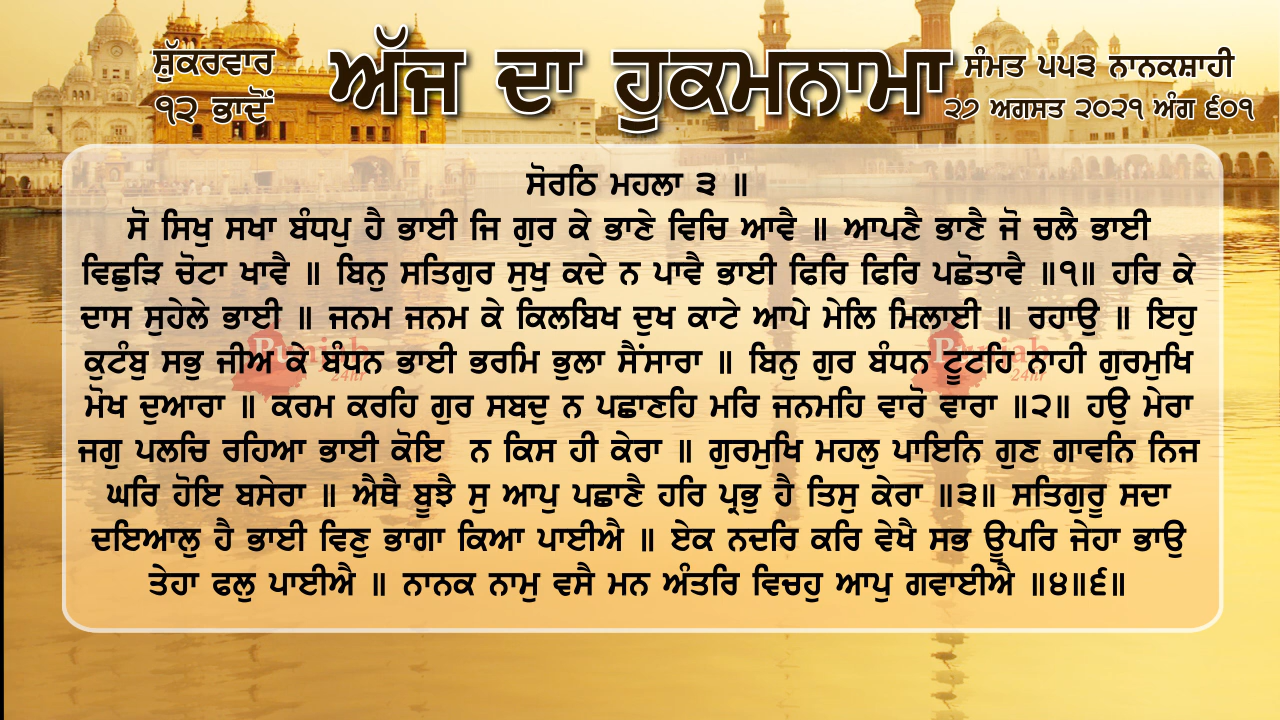 ਸ਼ੁੱਕਰਵਾਰ
੧੨ ਭਾਦੋਂ
ਅੱਜ ਦਾ ਹੁਕਮਨਾਮਾ
ਸੰਮਤ ੫੫੩ ਨਾਨਕਸ਼ਾਹੀ
੨੭ ਅਗਸਤ ੨੦੨੧ ਅੰਗ ੬੦੧
ਸੋਰਠਿ ਮਹਲਾ ੩ ॥
ਸੋ ਸਿਖੁ ਸਖਾ ਬੰਧਪੁ ਹੈ ਭਾਈ ਜਿ ਗੁਰ ਕੇ ਭਾਣੇ ਵਿਚਿ ਆਵੈ ॥ ਆਪਣੈ ਭਾਣੈ ਜੋ ਚਲੈ ਭਾਈ
ਵਿਛੁੜਿ ਚੋਟਾ ਖਾਵੈ ॥ ਬਿਨੁ ਸਤਿਗੁਰ ਸੁਖੁ ਕਦੇ ਨ ਪਾਵੈ ਭਾਈ ਫਿਰਿ ਫਿਰਿ ਪਛੋਤਾਵੈ ॥੧॥ ਹਰਿ ਕੇ
ਦਾਸ ਸੁਹੇਲੇ ਭਾਈ ॥ ਜਨਮ ਜਨਮ ਕੇ ਕਿਲਬਿਖ ਦੁਖ ਕਾਟੇ ਆਪੇ ਮੇਲਿ ਮਿਲਾਈ ॥ ਰਹਾਉ ॥ ਇਹੁ
ਕੁਟੰਬੁ ਸਭੁ ਜੀਅ ਕੇ ਬੰਧਨ ਭਾਈ ਭਰਮਿ ਭੁਲਾ ਸੈਂਸਾਰਾ ॥ ਬਿਨੁ ਗੁਰ ਬੰਧਨ ਟੂਟਹਿ ਨਾਹੀ ਗੁਰਮੁਖਿ
ਮੋਖ ਦੁਆਰਾ ॥ ਕਰਮ ਕਰਹਿ ਗੁਰ ਸਬਦੁ ਨ ਪਛਾਣਹਿ ਮਰਿ ਜਨਮਹਿ ਵਾਰੋ ਵਾਰਾ ॥੨॥ ਹਉ ਮੇਰਾ
ਜਗੁ ਪਲਚਿ ਰਹਿਆ ਭਾਈ ਕੋਇ ਨ ਕਿਸ ਹੀ ਕੇਰਾ ॥ ਗੁਰਮੁਖਿ ਮਹਲੁ ਪਾਇਨਿ ਗੁਣ ਗਾਵਨਿ ਨਿਜ
ਘਰਿ ਹੋਇ ਬਸੇਰਾ ॥ ਐਥੈ ਬੂਝੈ ਸੁ ਆਪੁ ਪਛਾਣੈ ਹਰਿ ਪ੍ਰਭੁ ਹੈ ਤਿਸੁ ਕੇਰਾ ॥੩॥ ਸਤਿਗੁਰੂ ਸਦਾ
ਦਇਆਲੁ ਹੈ ਭਾਈ ਵਿਣੁ ਭਾਗਾ ਕਿਆ ਪਾਈਐ ॥ ਏਕ ਨਦਰਿ ਕਰਿ ਵੇਖੈ ਸਭ ਊਪਰਿ ਜੇਹਾ ਭਾਉ
ਤੇਹਾ ਫਲੁ ਪਾਈਐ ॥ ਨਾਨਕ ਨਾਮੁ ਵਸੈ ਮਨ ਅੰਤਰਿ ਵਿਚਹੁ ਆਪੁ ਗਵਾਈਐ ॥੪॥੬॥
Punjab
24hr
Punjab
24hr